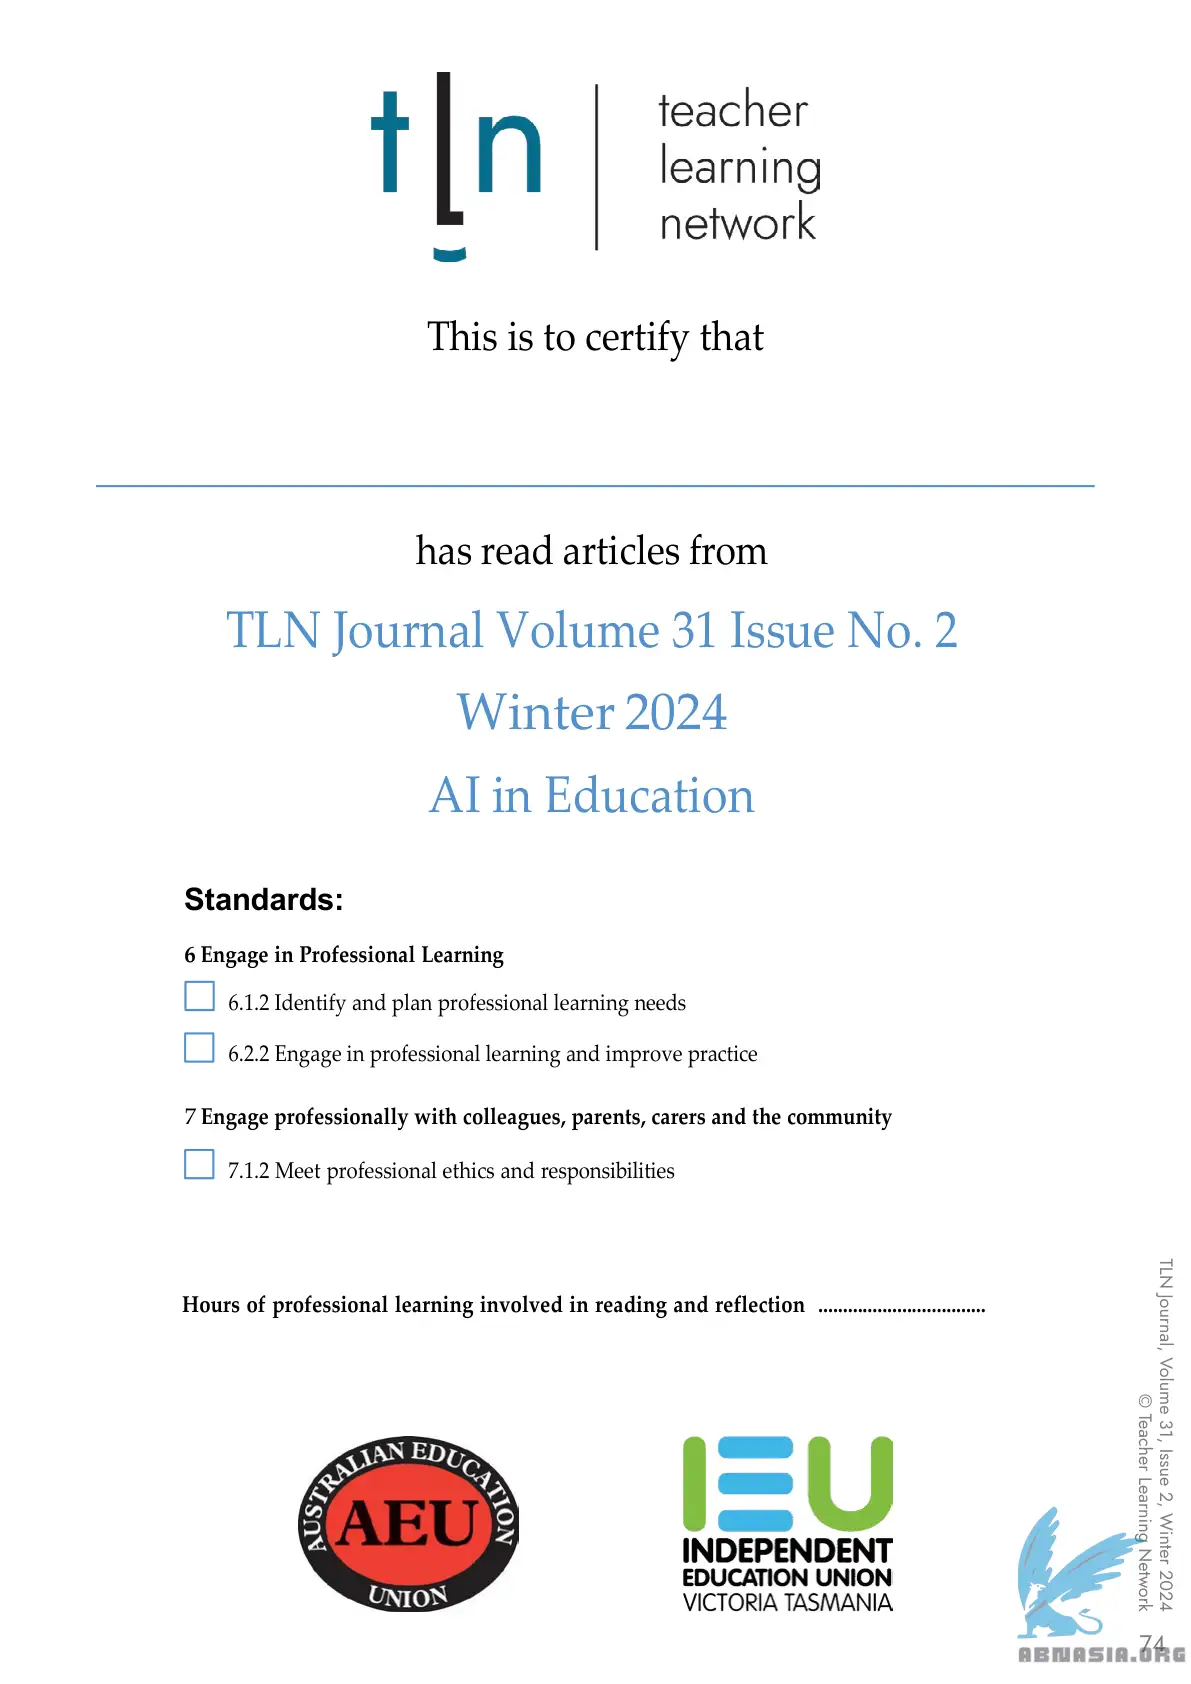 tln
teacher
learning
network
This is to certify that
has read articles from
TLN Journal Volume 31 Issue No. 2
Winter 2024
AI in Education
Standards:
6 Engage in Professional Learning
6.1.2 Identify and plan professional learning needs
6.2.2 Engage in professional learning and improve practice
7 Engage professionally with colleagues, parents, carers and the community
7.1.2 Meet professional ethics and responsibilities
Hours of professional learning involved in reading and reflection ..................................
AUSTRALIAN EDUCATION
AEU
UNION
IEU
INDEPENDENT
EDUCATION UNION
VICTORIA TASMANIA
TLN Journal, Volume 31, Issue 2, Winter 2024
© Teacher Learning Network
74
ABNASIA.ORG